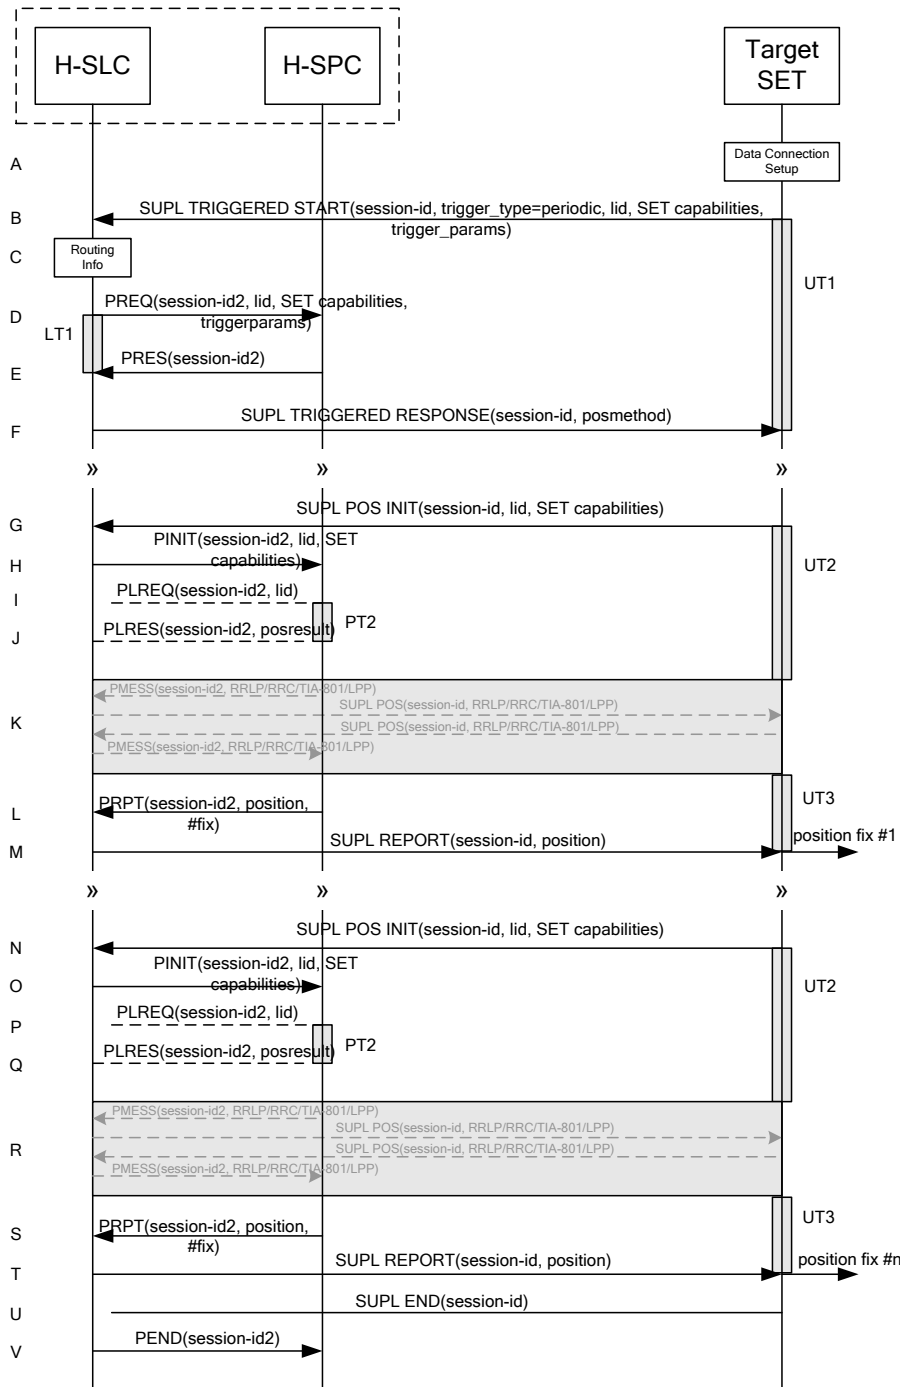 H-SLC
H-SPC
Target
SET
A
Data Connection
Setup
B
SUPL TRIGGERED START(session-id, trigger_type=periodic, lid, SET capabilities,
trigger_params)
C
Routing
Info
UT1
D
PREQ(session-id2, lid, SET capabilities,
triggerparams)
LT1
E
PRES(session-id2)
F
SUPL TRIGGERED RESPONSE(session-id, posmethod)
»
»
»
G
SUPL POS INIT(session-id, lid, SET capabilities)
H
PINIT(session-id2, lid, SET
capabilities)
UT2
I
PLREQ(session-id2, lid)
PT2
J
PLRES(session-id2, posresult)
K
PMESS(session-id2, RRLP/RRC/TIA-801/LPP)
SUPL POS(session-id, RRLP/RRC/TIA-801/LPP)
SUPL POS(session-id, RRLP/RRC/TIA-801/LPP)
PMESS(session-id2, RRLP/RRC/TIA-801/LPP)
UT3
L
PRPT(session-id2, position,
#fix)
M
SUPL REPORT(session-id, position)
position fix #1
»
»
»
N
SUPL POS INIT(session-id, lid, SET capabilities)
O
PINIT(session-id2, lid, SET
capabilities)
UT2
P
PLREQ(session-id2, lid)
PT2
Q
PLRES(session-id2, posresult)
R
PMESS(session-id2, RRLP/RRC/TIA-801/LPP)
SUPL POS(session-id, RRLP/RRC/TIA-801/LPP)
SUPL POS(session-id, RRLP/RRC/TIA-801/LPP)
PMESS(session-id2, RRLP/RRC/TIA-801/LPP)
UT3
S
PRPT(session-id2, position,
#fix)
T
SUPL REPORT(session-id, position)
position fix #n
U
SUPL END(session-id)
V
PEND(session-id2)